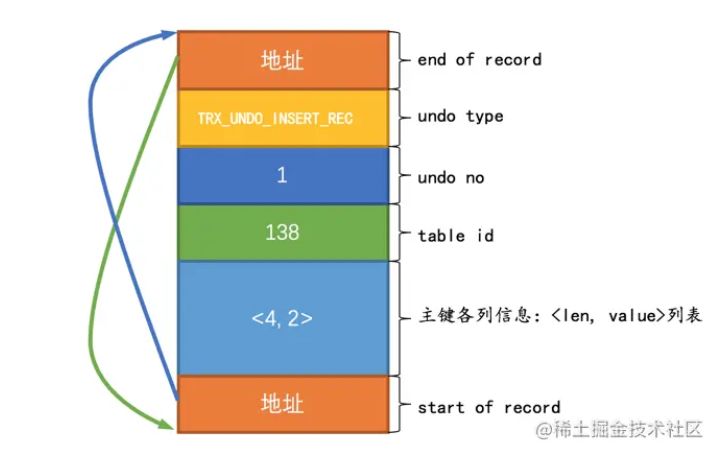 地址 end of record
TRX_UNDO_INSERT_REC undo type
1 undo no
138 table id
<4, 2> 主键各列信息：<len, value>列表
地址 start of record
@稀土掘金技术社区